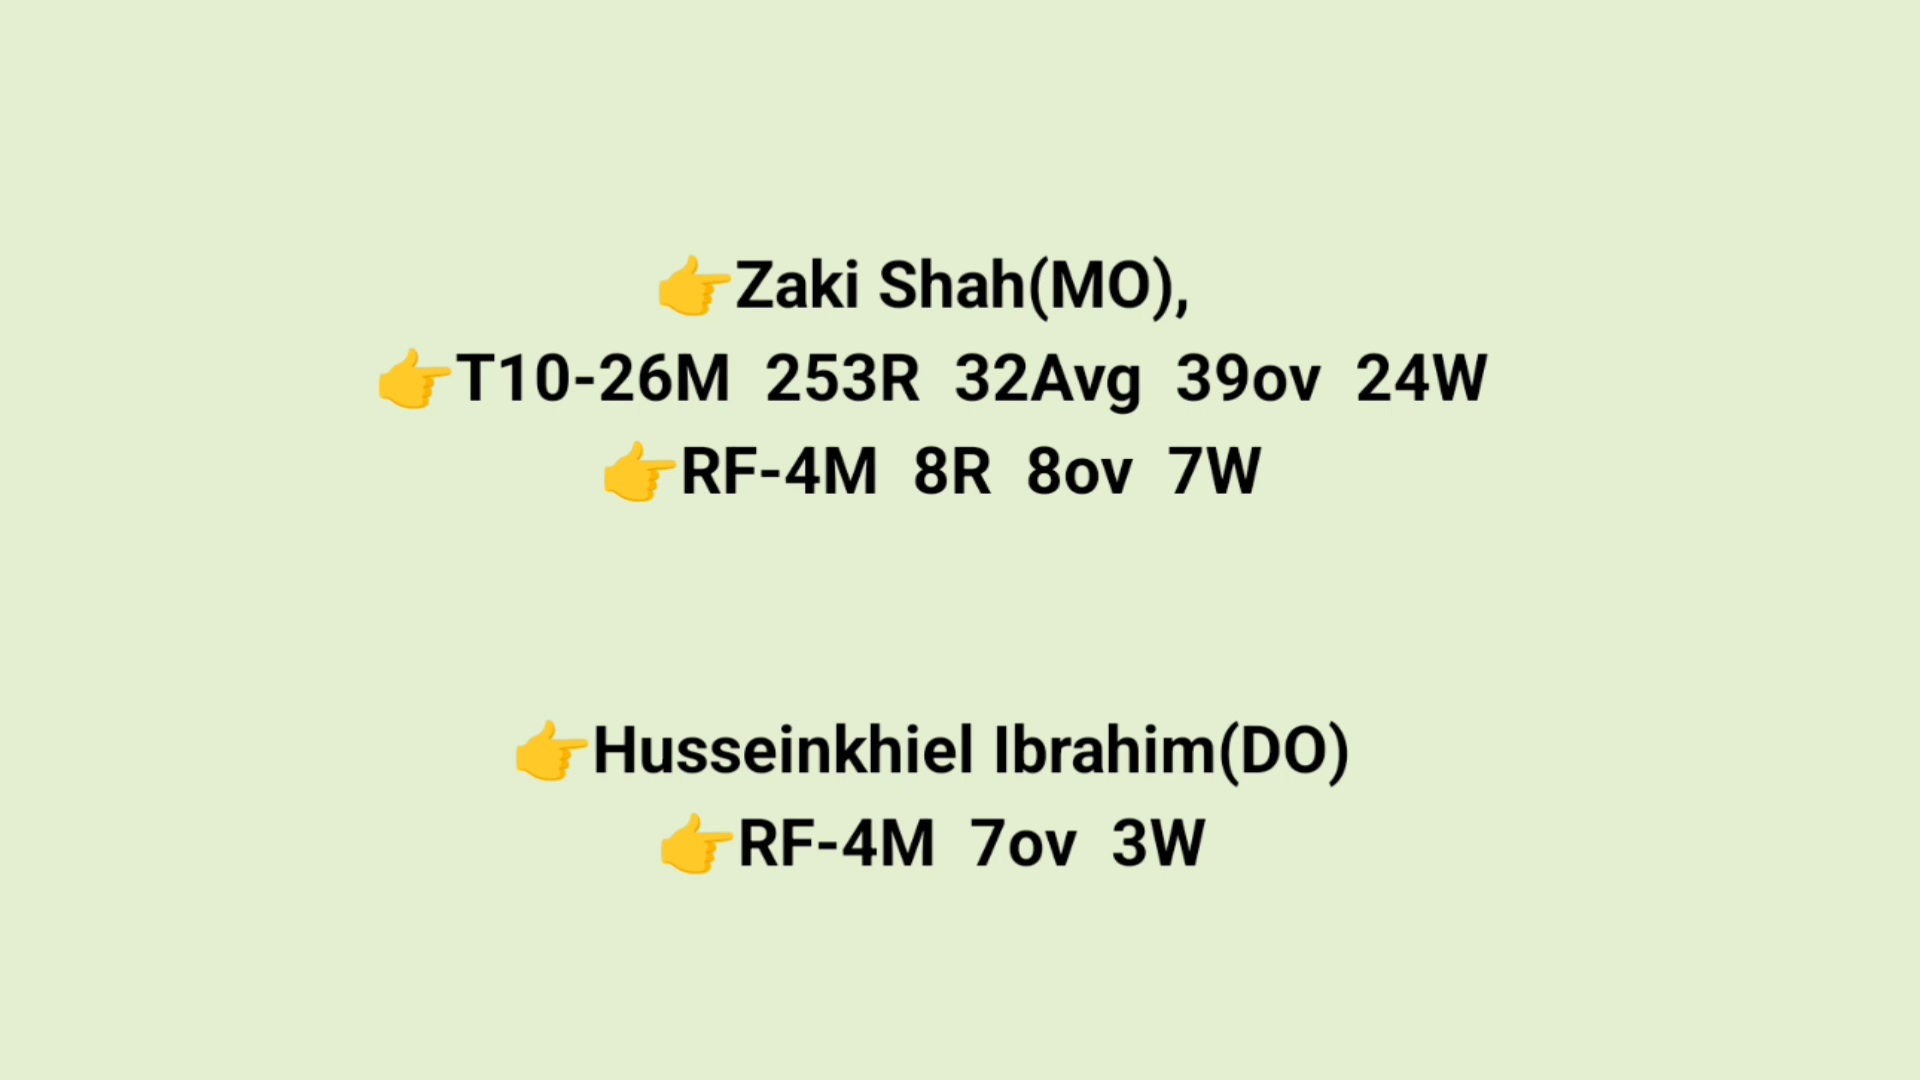 👉Zaki Shah(MO),
👉T10-26M  253R  32Avg  39ov  24W
👉RF-4M  8R  8ov  7W
👉Husseinkhiel Ibrahim(DO)
👉RF-4M  7ov  3W